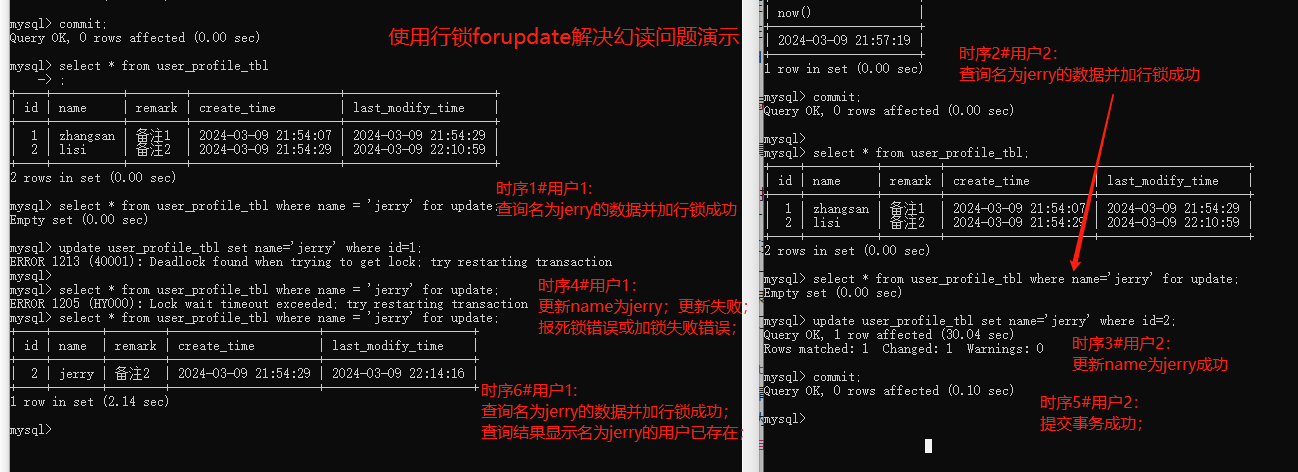 mysql> commit;
Query OK, 0 rows affected (0.00 sec)
使用行锁forupdate解决幻读问题演示
mysql> select * from user_profile_tbl
-> ;
| id | name | remark | create_time | last_modify_time |
| 1 | zhangsan | 备注1 | 2024-03-09 21:54:07 | 2024-03-09 21:54:29 |
| 2 | lisi | 备注2 | 2024-03-09 21:54:29 | 2024-03-09 22:10:59 |
2 rows in set (0.00 sec)
时序1#用户1:
查询名为jerry的数据并加行锁成功
mysql> select * from user_profile_tbl where name = 'jerry' for update;
Empty set (0.00 sec)
mysql> update user_profile_tbl set name='jerry' where id=1;
ERROR 1213 (40001): Deadlock found when trying to get lock; try restarting transaction
mysql>
mysql> select * from user_profile_tbl where name = 'jerry' for update;
ERROR 1205 (HY000): Lock wait timeout exceeded; try restarting transaction
mysql> select * from user_profile_tbl where name = 'jerry' for update;
时序4#用户1:
更新name为jerry；更新失败；
报死锁错误或加锁失败错误；
| id | name | remark | create_time | last_modify_time |
| 2 | jerry | 备注2 | 2024-03-09 21:54:29 | 2024-03-09 22:14:16 |
1 row in set (2.14 sec)
时序6#用户1:
查询名为jerry的数据并加行锁成功；
查询结果显示名为jerry的用户已存在；
mysql>
| now() |
| 2024-03-09 21:57:19 |
1 row in set (0.00 sec)
时序2#用户2:
查询名为jerry的数据并加行锁成功
mysql> commit;
Query OK, 0 rows affected (0.00 sec)
mysql>
mysql> select * from user_profile_tbl;
| id | name | remark | create_time | last_modify_time |
| 1 | zhangsan | 备注1 | 2024-03-09 21:54:07 | 2024-03-09 21:54:29 |
| 2 | lisi | 备注2 | 2024-03-09 21:54:29 | 2024-03-09 22:10:59 |
2 rows in set (0.00 sec)
mysql> select * from user_profile_tbl where name='jerry' for update;
Empty set (0.00 sec)
mysql> update user_profile_tbl set name='jerry' where id=2;
Query OK, 1 row affected (30.04 sec)
Rows matched: 1 Changed: 1 Warnings: 0
时序3#用户2:
更新name为jerry成功
mysql> commit;
Query OK, 0 rows affected (0.10 sec)
时序5#用户2:
提交事务成功；
mysql>